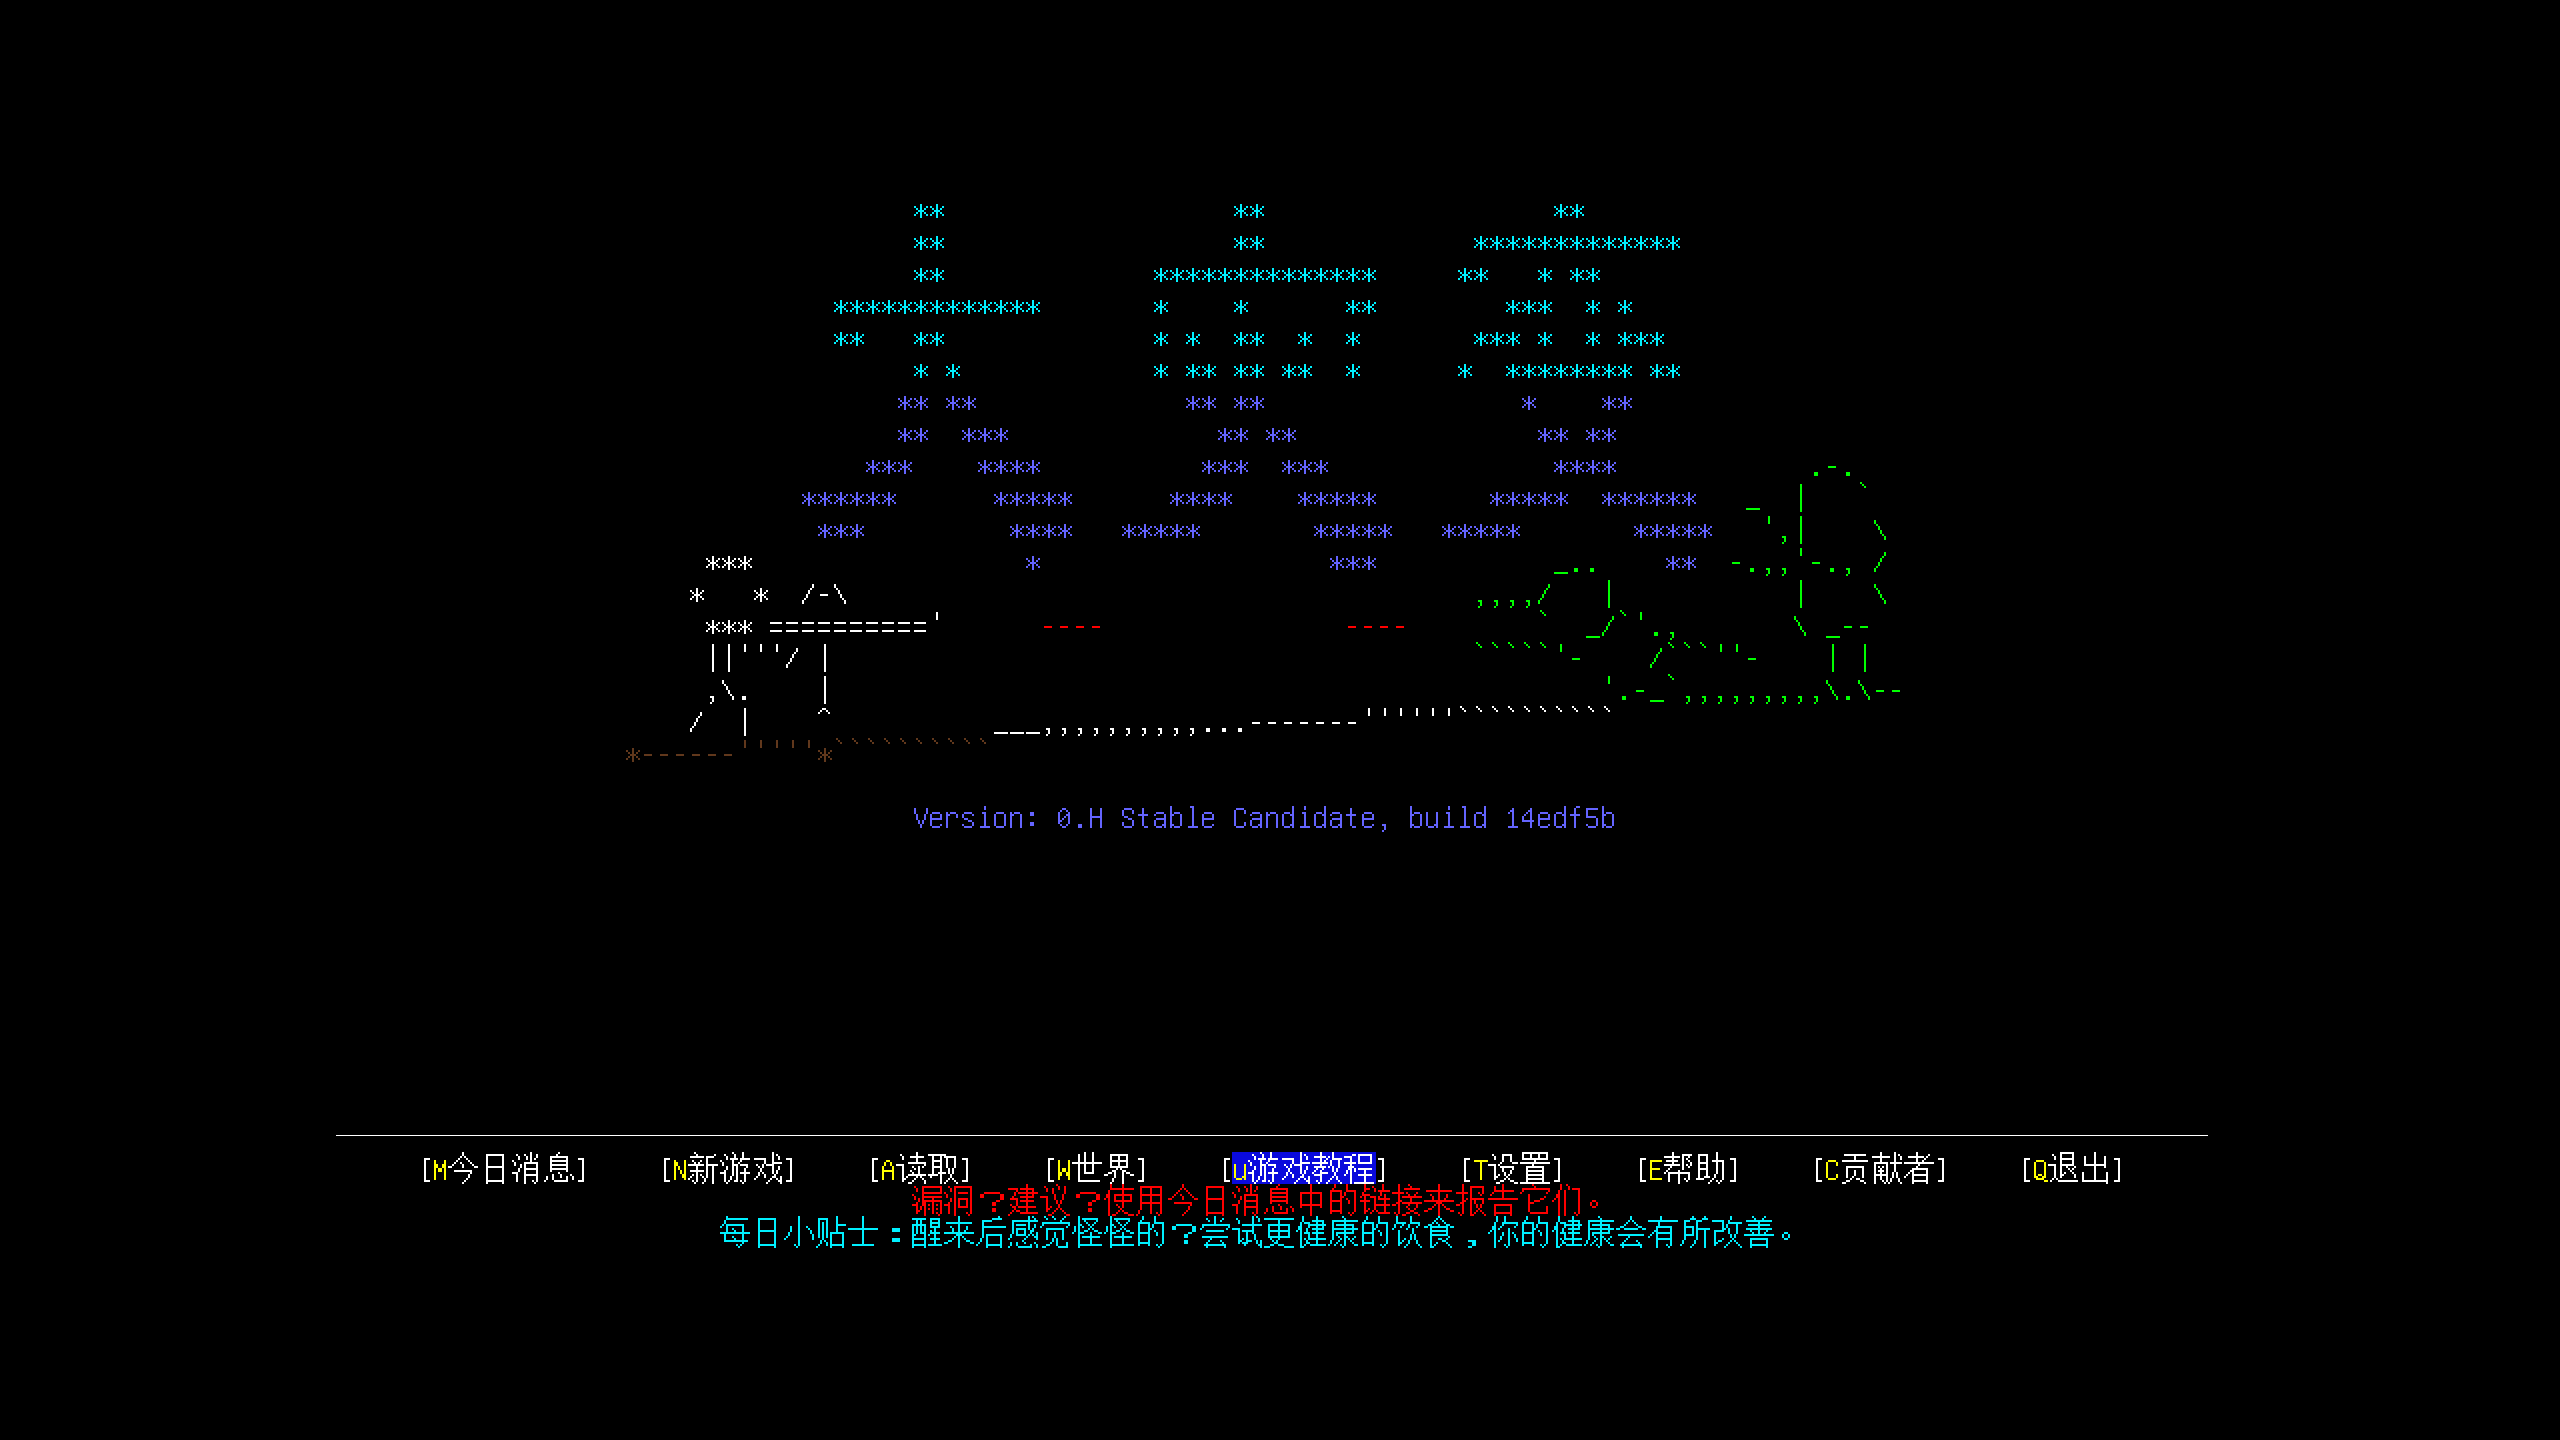 大灾变
Version: 0.H Stable Candidate, build 14edf5b
[M今日消息] [N新游戏] [A读取] [W世界] [u游戏教程] [T设置] [E帮助] [C贡献者] [Q退出]
漏洞？建议？使用今日消息中的链接来报告它们。
每日小贴士：醒来后感觉怪怪的？尝试更健康的饮食，你的健康会有所改善。